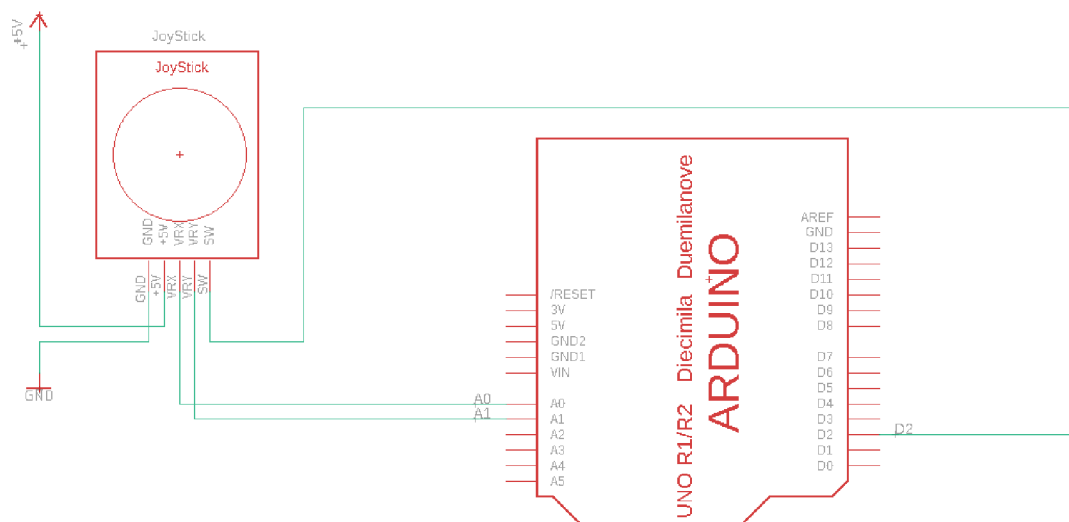 +5V
JoyStick
JoyStick
GND
+5V
VRX
VRY
SW
GND
+5V
VRX
VRY
SW
GND
A0
A1
/RESET
3V
5V
GND2
GND1
VIN
A0
A1
A2
A3
A4
A5
UNO R1/R2 Diecimila Duemilanove
ARDUINO
AREF
GND
D13
D12
D11
D10
D9
D8
D7
D6
D5
D4
D3
D2
D1
D0
D2